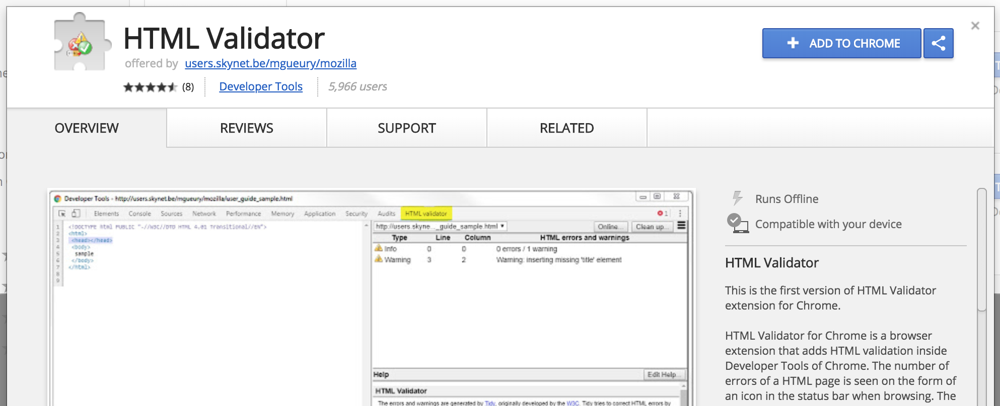 HTML Validator
offered by users.skynet.be/mgueury/mozilla
(8) Developer Tools 5,966 users
+ ADD TO CHROME
OVERVIEW REVIEWS SUPPORT RELATED
Developer Tools - http://users.skynet.be/mgueury/mozilla/user_guide_sample.html
Elements Console Sources Network Performance Memory Application Security Audits HTML validator 1
1 <!DOCTYPE html PUBLIC "-//W3C//DTD HTML 4.01 Transitional//EN">
2 <html>
3 <head></head>
4 <body>
5 sample
6 </body>
7 </html>
8
9
http://users.skyne..._guide_sample.html Online... Clean up...
Type Line Column HTML errors and warnings
Info 0 0 0 errors / 1 warning
Warning 3 2 Warning: inserting missing 'title' element
Help Edit Help...
HTML Validator
The errors and warnings are generated by Tidy, originally developed by the W3C. Tidy tries to correct HTML errors by
Runs Offline
Compatible with your device
HTML Validator
This is the first version of HTML Validator
extension for Chrome.
HTML Validator for Chrome is a browser
extension that adds HTML validation inside
Developer Tools of Chrome. The number of
errors of a HTML page is seen on the form of
an icon in the status bar when browsing. The